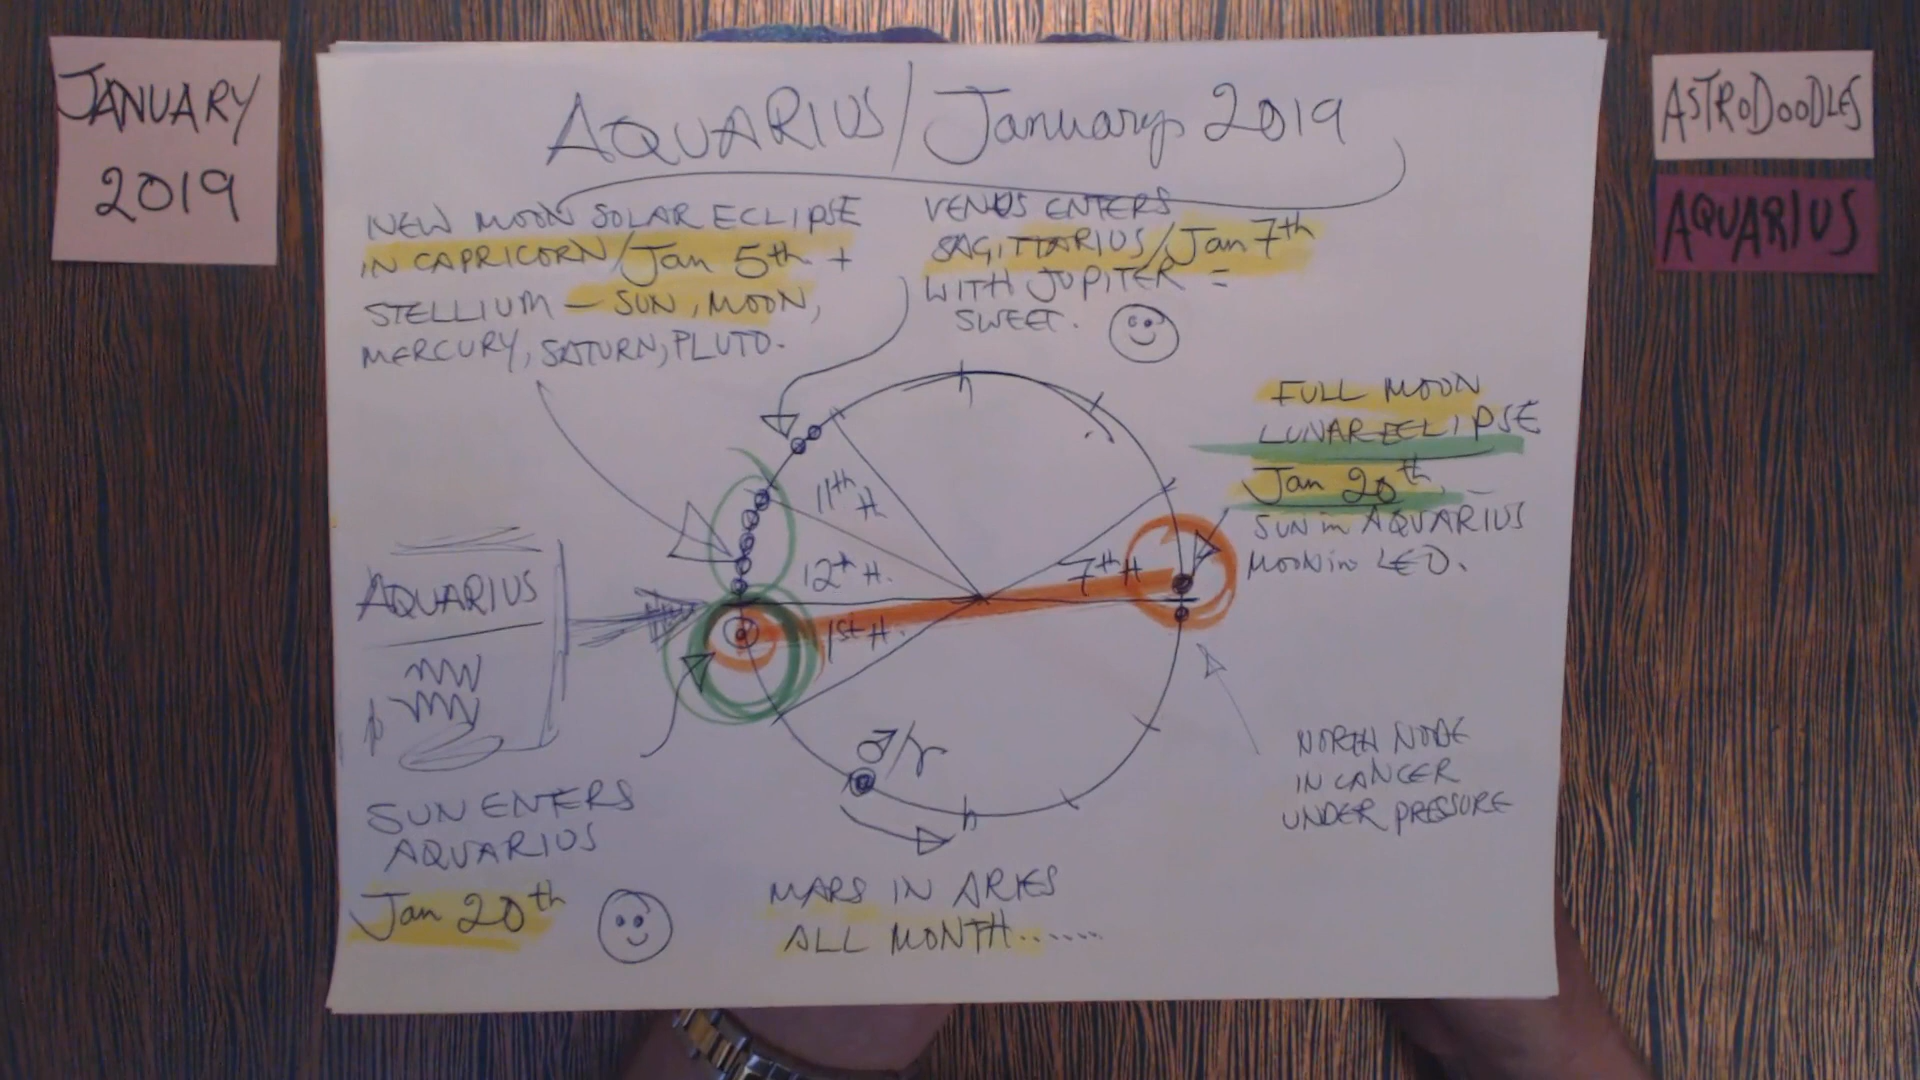 JANUARY
2019
ASTRODOODLES
AQUARIUS
AQUARIUS/January 2019
NEW MOON SOLAR ECLIPSE
IN CAPRICORN/Jan 5th +
STELLIUM - SUN, MOON,
MERCURY, SATURN, PLUTO.
VENUS ENTERS
SAGITTARIUS/Jan 7th
WITH JUPITER =
SWEET.
FULL MOON
LUNAR ECLIPSE
Jan 20th.
SUN in AQUARIUS
MOON in LEO.
11th H
12th H.
7th H
1st H.
AQUARIUS
♂/♈
NORTH NODE
IN CANCER
UNDER PRESSURE
SUN ENTERS
AQUARIUS
Jan 20th
MARS IN ARIES
ALL MONTH......